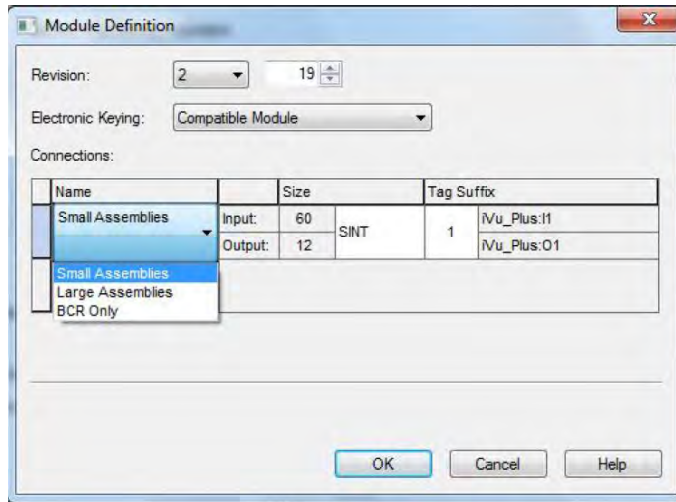 Module Definition
Revision: 2 19
Electronic Keying: Compatible Module
Connections:
Name Size Tag Suffix
Small Assemblies Input: 60 SINT 1 iVu_Plus:I1
Output: 12 iVu_Plus:O1
Small Assemblies
Large Assemblies
BCR Only
OK Cancel Help